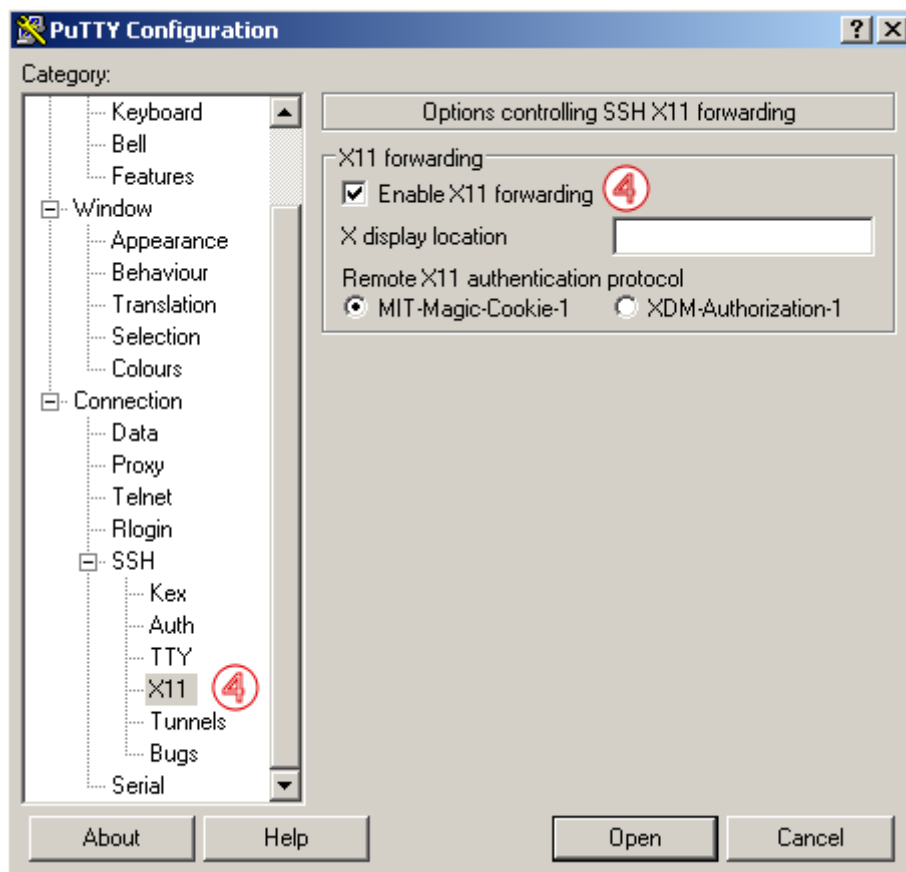 PuTTY Configuration
Category:
Keyboard
Bell
Features
Window
Appearance
Behaviour
Translation
Selection
Colours
Connection
Data
Proxy
Telnet
Rlogin
SSH
Kex
Auth
TTY
X11 4
Tunnels
Bugs
Serial
Options controlling SSH X11 forwarding
X11 forwarding
Enable X11 forwarding 4
X display location
Remote X11 authentication protocol
MIT-Magic-Cookie-1 XDM-Authorization-1
About Help Open Cancel